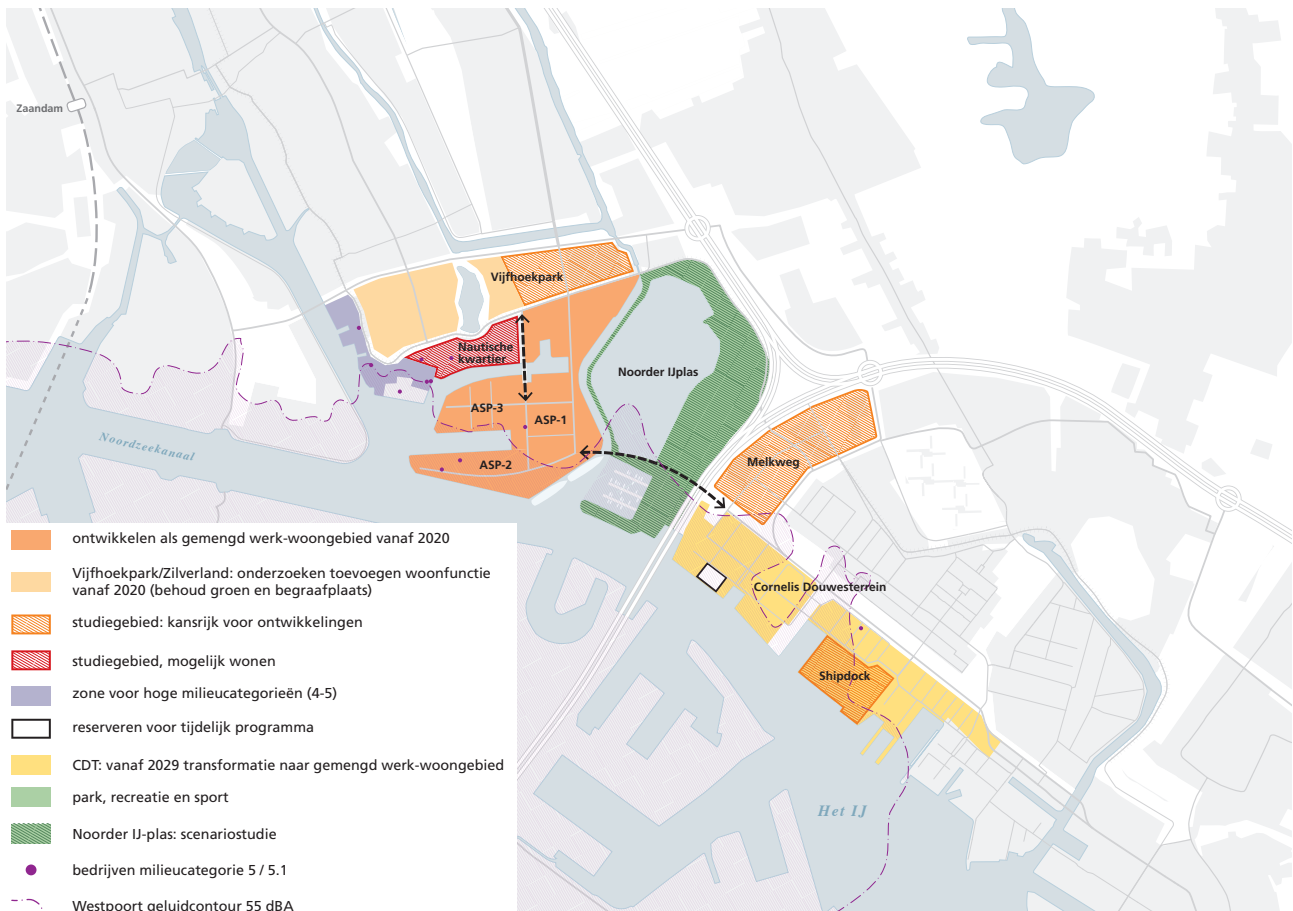 Zaandam
Vijfhoekpark
Nautische
kwartier
Noorder IJplas
ASP-3
ASP-1
Noordzeekanaal
ASP-2
Melkweg
Cornelis Douwesterrein
Shipdock
Het IJ
ontwikkelen als gemengd werk-woongebied vanaf 2020
Vijfhoekpark/Zilverland: onderzoeken toevoegen woonfunctie
vanaf 2020 (behoud groen en begraafplaats)
studiegebied: kansrijk voor ontwikkelingen
studiegebied, mogelijk wonen
zone voor hoge milieucategorieën (4-5)
reserveren voor tijdelijk programma
CDT: vanaf 2029 transformatie naar gemengd werk-woongebied
park, recreatie en sport
Noorder IJ-plas: scenariostudie
bedrijven milieucategorie 5 / 5.1
Westpoort geluidcontour 55 dBA